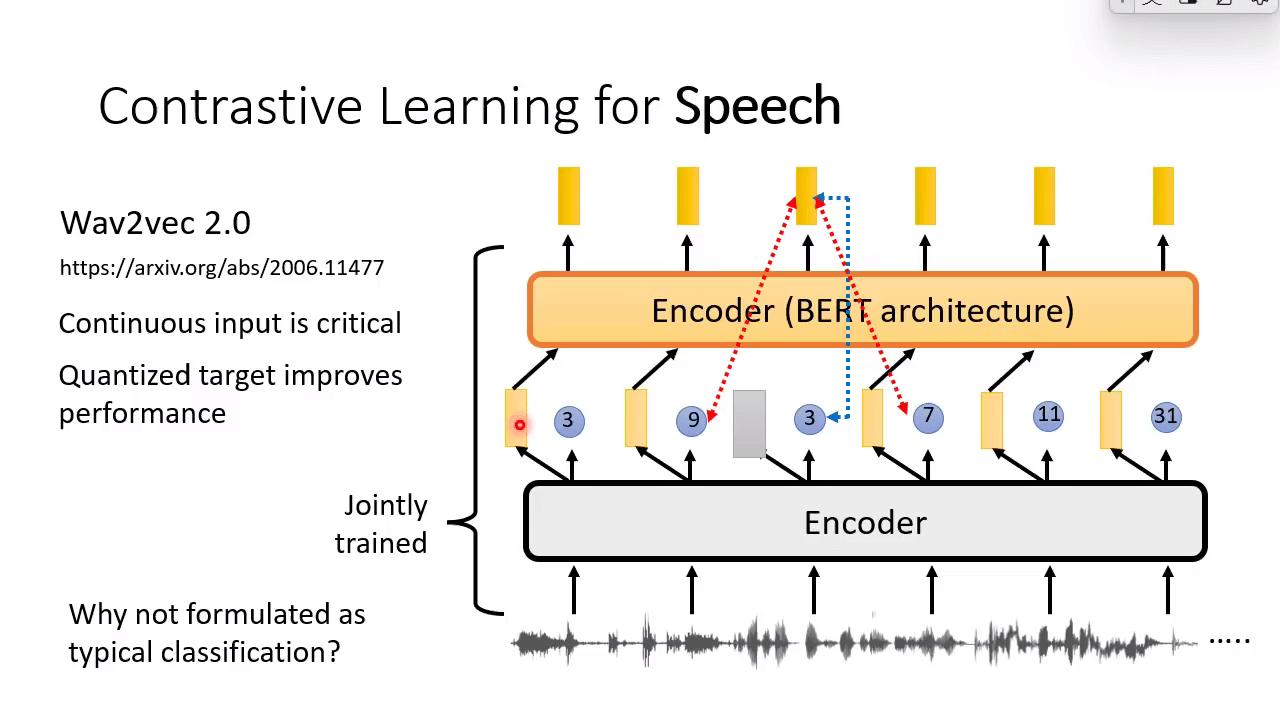 Contrastive Learning for Speech
Wav2vec 2.0
https://arxiv.org/abs/2006.11477
Continuous input is critical
Quantized target improves
performance
Jointly
trained
Why not formulated as
typical classification?
Encoder (BERT architecture)
3 9 3 7 11 31
Encoder
.....